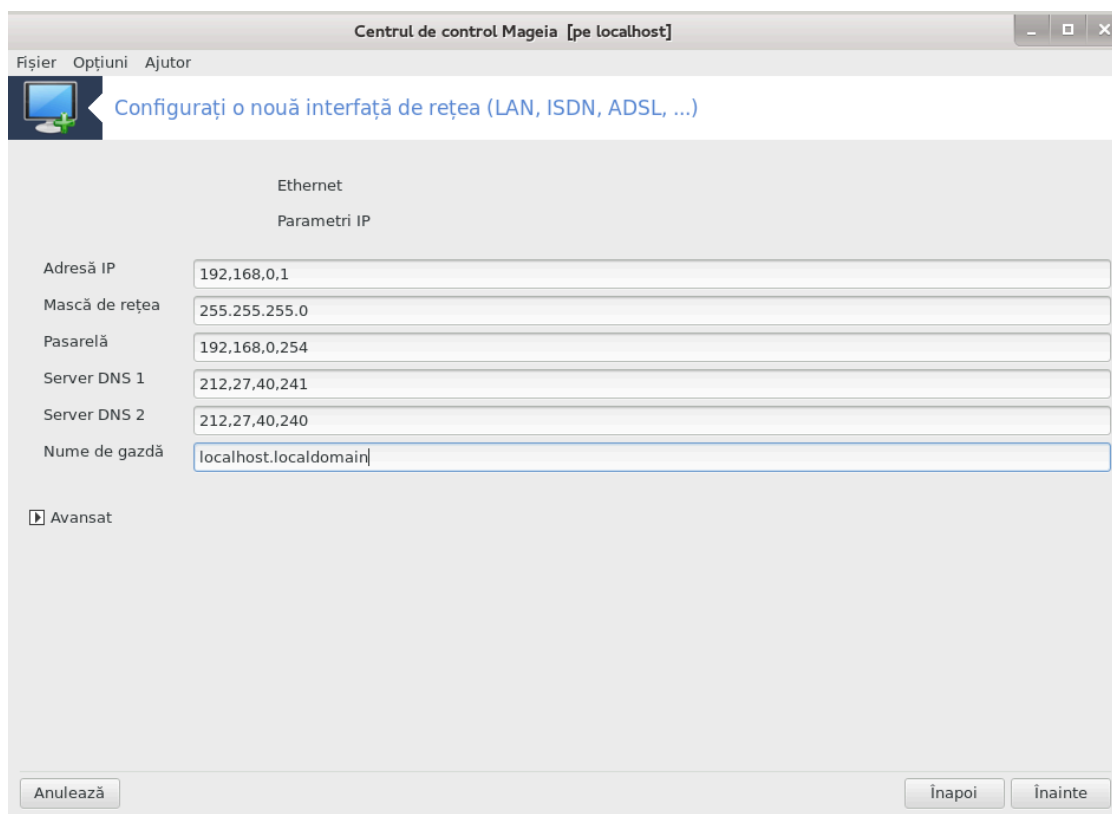 Centrul de control Mageia [pe localhost]
Fișier Opțiuni Ajutor
Configurați o nouă interfață de rețea (LAN, ISDN, ADSL, ...)
Ethernet
Parametri IP
Adresă IP 192,168,0,1
Mască de rețea 255.255.255.0
Pasarelă 192,168,0,254
Server DNS 1 212,27,40,241
Server DNS 2 212,27,40,240
Nume de gazdă localhost.localdomain
Avansat
Anulează Înapoi Înainte